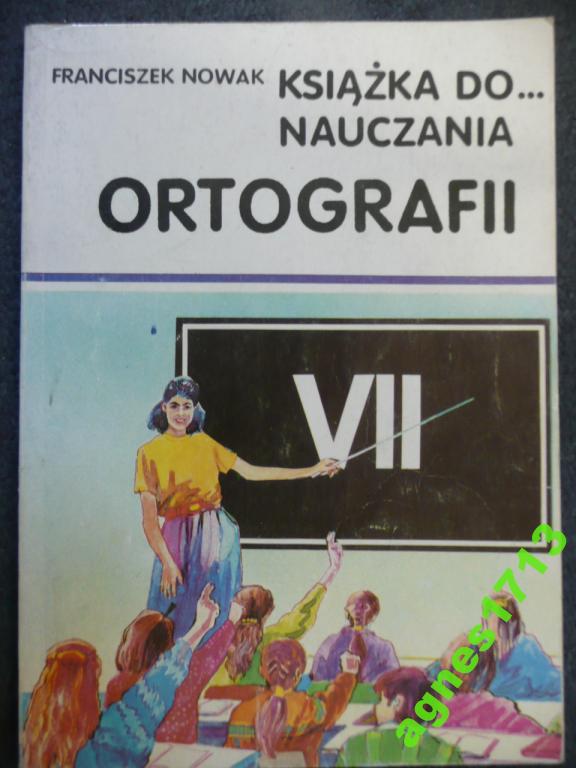 FRANCISZEK NOWAK
KSIĄŻKA DO...
NAUCZANIA
ORTOGRAFII
VII
agnes1713